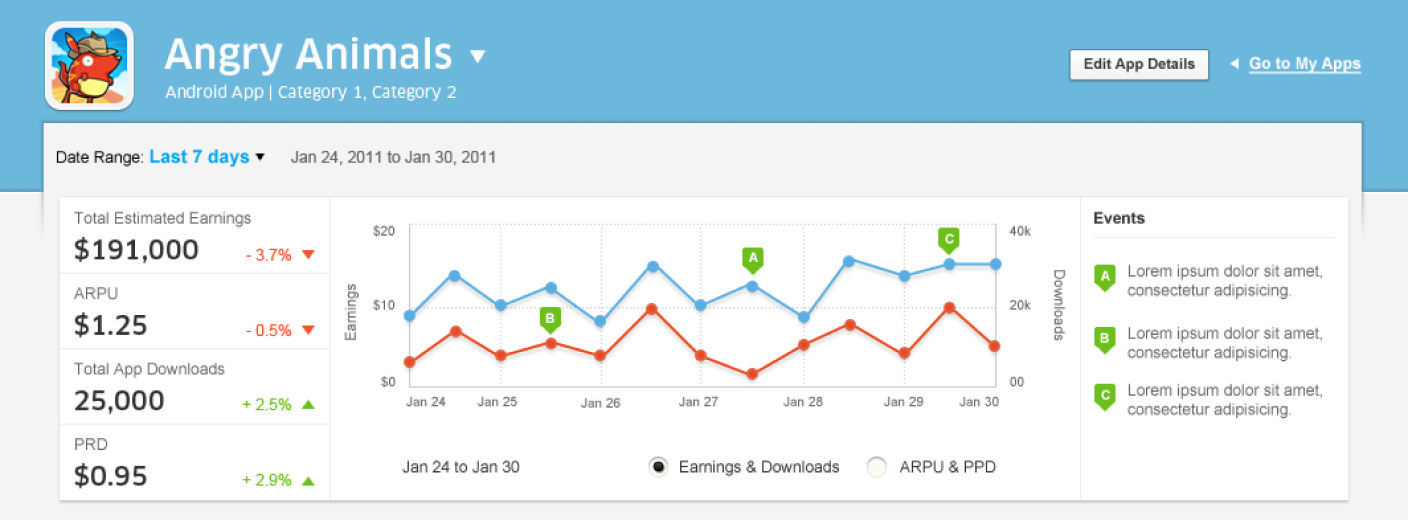 Angry Animals
Android App | Category 1, Category 2
Edit App Details
Go to My Apps
Date Range: Last 7 days
Jan 24, 2011 to Jan 30, 2011
Total Estimated Earnings
$191,000
- 3.7%
ARPU
$1.25
- 0.5%
Total App Downloads
25,000
+ 2.5%
PRD
$0.95
+ 2.9%
$20
$10
$0
Earnings
A
B
C
40k
20k
00
Downloads
Jan 24
Jan 25
Jan 26
Jan 27
Jan 28
Jan 29
Jan 30
Jan 24 to Jan 30
Earnings & Downloads
ARPU & PPD
Events
A
Lorem ipsum dolor sit amet,
consectetur adipisicing.
B
Lorem ipsum dolor sit amet,
consectetur adipisicing.
C
Lorem ipsum dolor sit amet,
consectetur adipisicing.